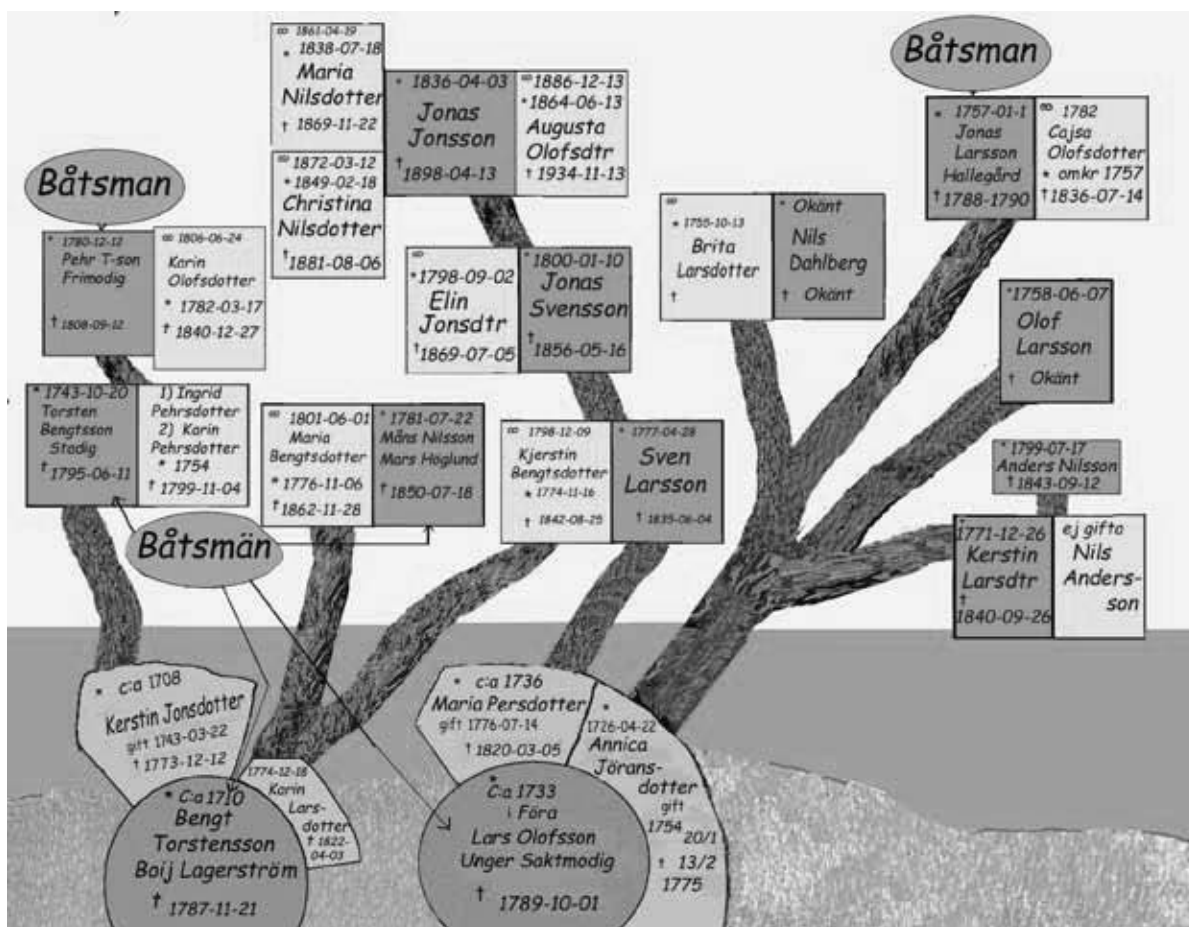 Båtsman
* 1780-12-12
Pehr T-son
Frimodig
† 1808-09-12
∞ 1806-06-24
Karin
Olofsdotter
* 1782-03-17
† 1840-12-27
* 1743-10-20
Torsten
Bengtsson
Stadig
† 1795-06-11
1) Ingrid
Pehrsdotter
2) Karin
Pehrsdotter
* 1754
† 1799-11-04
∞ 1861-04-19
* 1838-07-18
Maria
Nilsdotter
† 1869-11-22
∞ 1872-03-12
* 1849-02-18
Christina
Nilsdotter
† 1881-08-06
* 1836-04-03
Jonas
Jonsson
† 1898-04-13
∞ 1886-12-13
* 1864-06-13
Augusta
Olofsdtr
† 1934-11-13
∞
* 1798-09-02
Elin
Jonsdtr
† 1869-07-05
* 1800-01-10
Jonas
Svensson
† 1856-05-16
∞ 1801-06-01
Maria
Bengtsdotter
* 1776-11-06
† 1862-11-28
* 1781-07-22
Måns Nilsson
Mars Höglund
† 1850-07-18
∞ 1798-12-09
Kjerstin
Bengtsdotter
* 1774-11-16
† 1842-08-25
* 1777-04-28
Sven
Larsson
† 1835-06-04
∞
* 1755-10-13
Brita
Larsdotter
†
* Okänt
Nils
Dahlberg
† Okänt
Båtsman
* 1757-01-1
Jonas
Larsson
Hallegård
† 1788-1790
∞ 1782
Cajsa
Olofsdotter
* omkr 1757
† 1836-07-14
* 1758-06-07
Olof
Larsson
† Okänt
* 1799-07-17
Anders Nilsson
† 1843-09-12
1771-12-26
Kerstin
Larsdtr
†
1840-09-26
ej gifta
Nils
Anders-
son
Båtsmän
* c:a 1708
Kerstin Jonsdotter
gift 1743-03-22
† 1773-12-12
* C:a 1710
Bengt
Torstensson
Boij Lagerström
† 1787-11-21
1774-12-18
Karin
Lars-
dotter
† 1822-
04-03
* c:a 1736
Maria Persdotter
gift 1776-07-14
† 1820-03-05
*
1726-04-22
Annica
Jörans-
dotter
gift
1754
20/1
† 13/2
1775
*
C:a 1733
i Föra
Lars Olofsson
Unger Saktmodig
† 1789-10-01